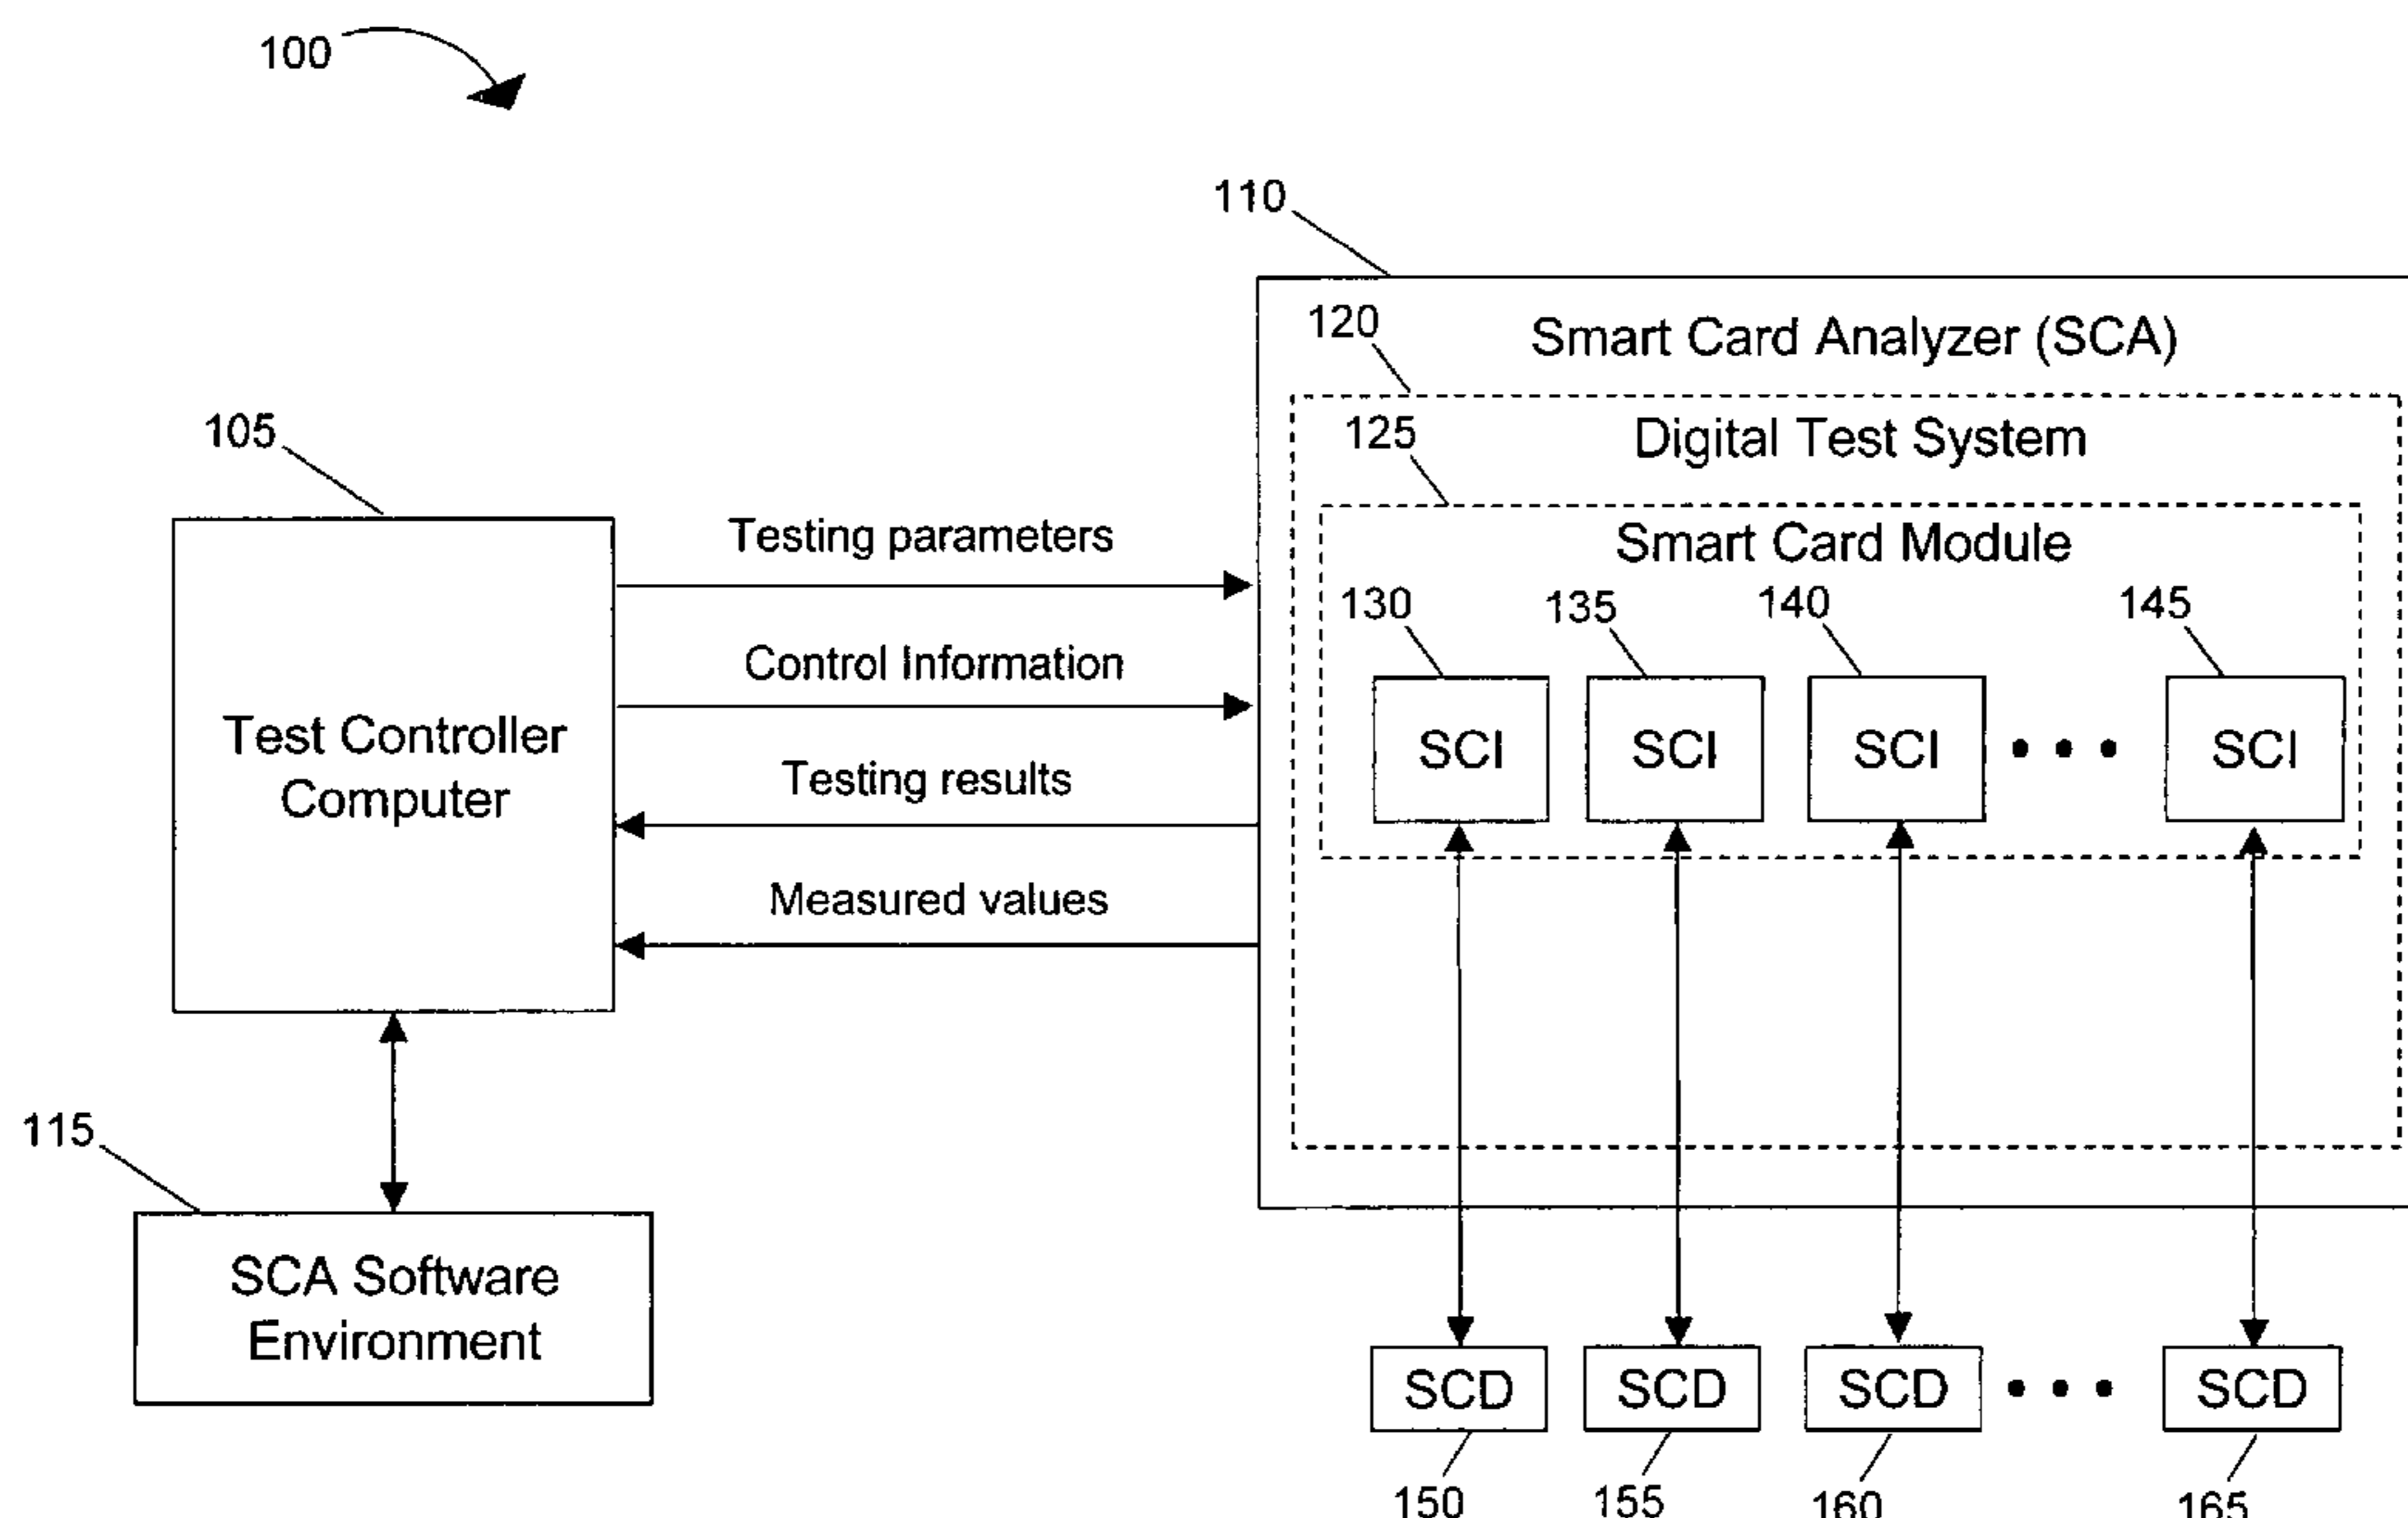 100
110
120
Smart Card Analyzer (SCA)
125
Digital Test System
105
Smart Card Module
Testing parameters
130
135
140
145
Control Information
Test Controller
Computer
SCI
SCI
SCI
SCI
Testing results
Measured values
115
SCA Software
Environment
SCD
SCD
SCD
SCD
150
155
160
165